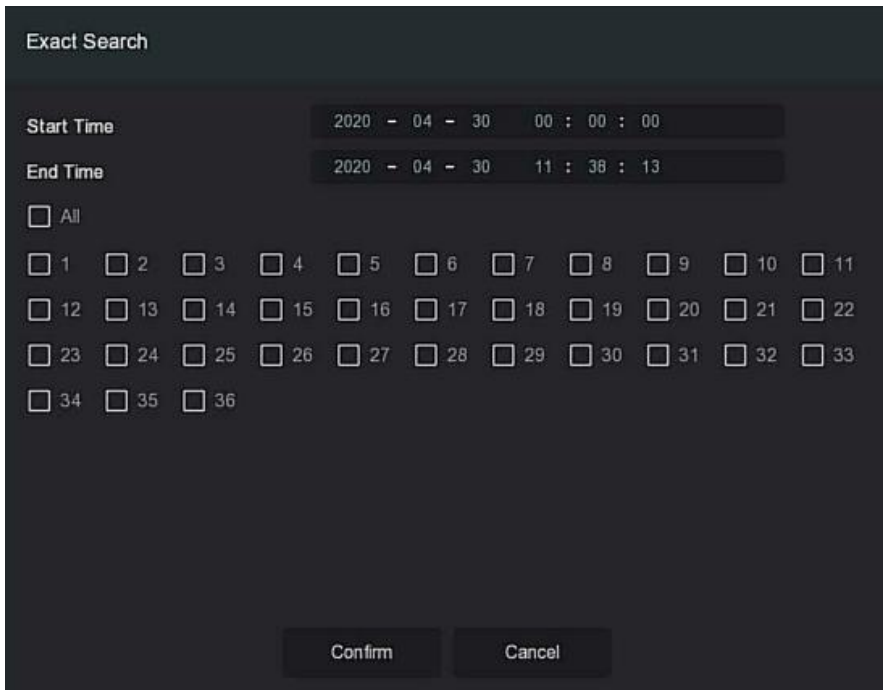 Exact Search
Start Time 2020 - 04 - 30 00 : 00 : 00
End Time 2020 - 04 - 30 11 : 38 : 13
All
1 2 3 4 5 6 7 8 9 10 11
12 13 14 15 16 17 18 19 20 21 22
23 24 25 26 27 28 29 30 31 32 33
34 35 36
Confirm Cancel